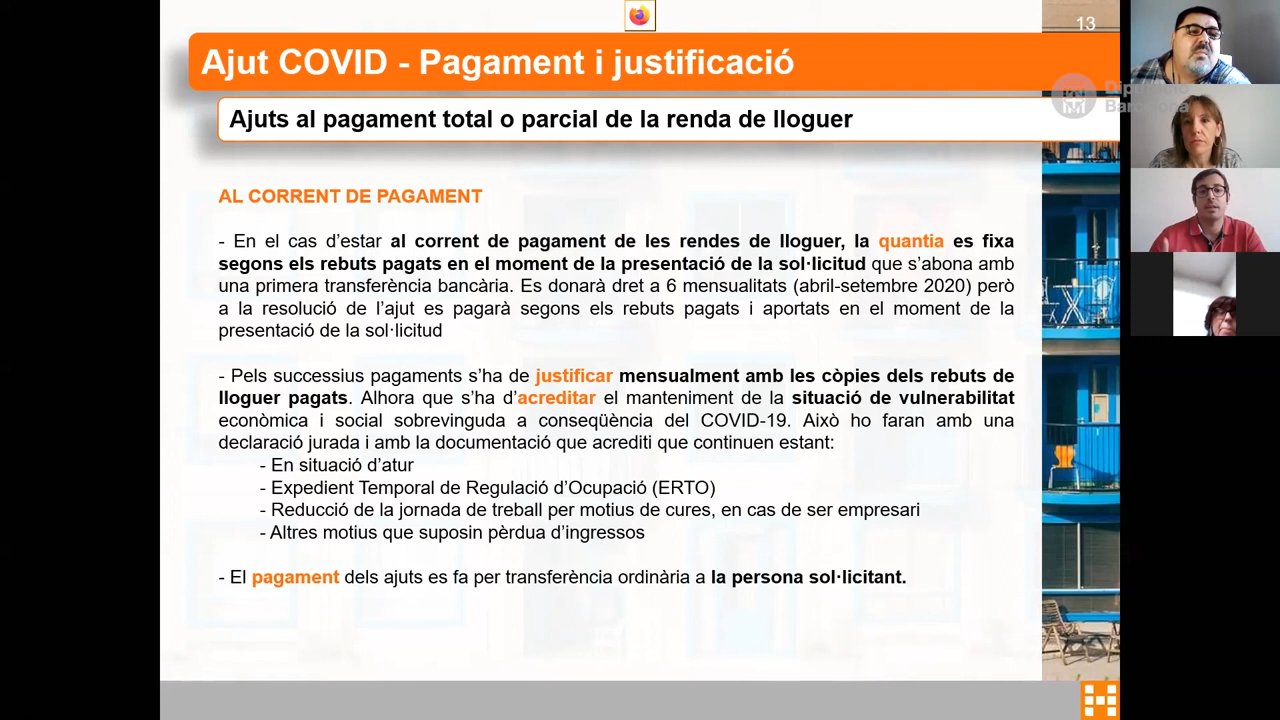 13
Ajut COVID - Pagament i justificació
Diputació
Barcelona
Ajuts al pagament total o parcial de la renda de lloguer
AL CORRENT DE PAGAMENT
- En el cas d’estar al corrent de pagament de les rendes de lloguer, la quantia es fixa
segons els rebuts pagats en el moment de la presentació de la sol·licitud que s’abona amb
una primera transferència bancària. Es donarà dret a 6 mensualitats (abril-setembre 2020) però
a la resolució de l’ajut es pagarà segons els rebuts pagats i aportats en el moment de la
presentació de la sol·licitud
- Pels successius pagaments s’ha de justificar mensualment amb les còpies dels rebuts de
lloguer pagats. Alhora que s’ha d’acreditar el manteniment de la situació de vulnerabilitat
econòmica i social sobrevinguda a conseqüència del COVID-19. Això ho faran amb una
declaració jurada i amb la documentació que acrediti que continuen estant:
- En situació d’atur
- Expedient Temporal de Regulació d’Ocupació (ERTO)
- Reducció de la jornada de treball per motius de cures, en cas de ser empresari
- Altres motius que suposin pèrdua d’ingressos
- El pagament dels ajuts es fa per transferència ordinària a la persona sol·licitant.